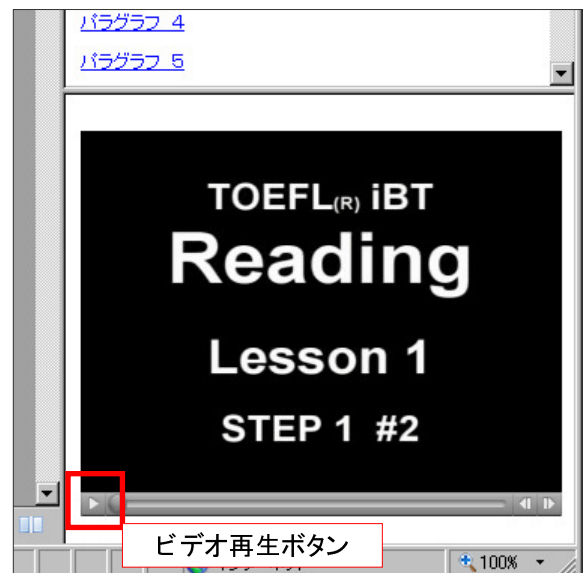 パラグラフ 4
パラグラフ 5
TOEFL(R) iBT
Reading
Lesson 1
STEP 1 #2
ビデオ再生ボタン
100%